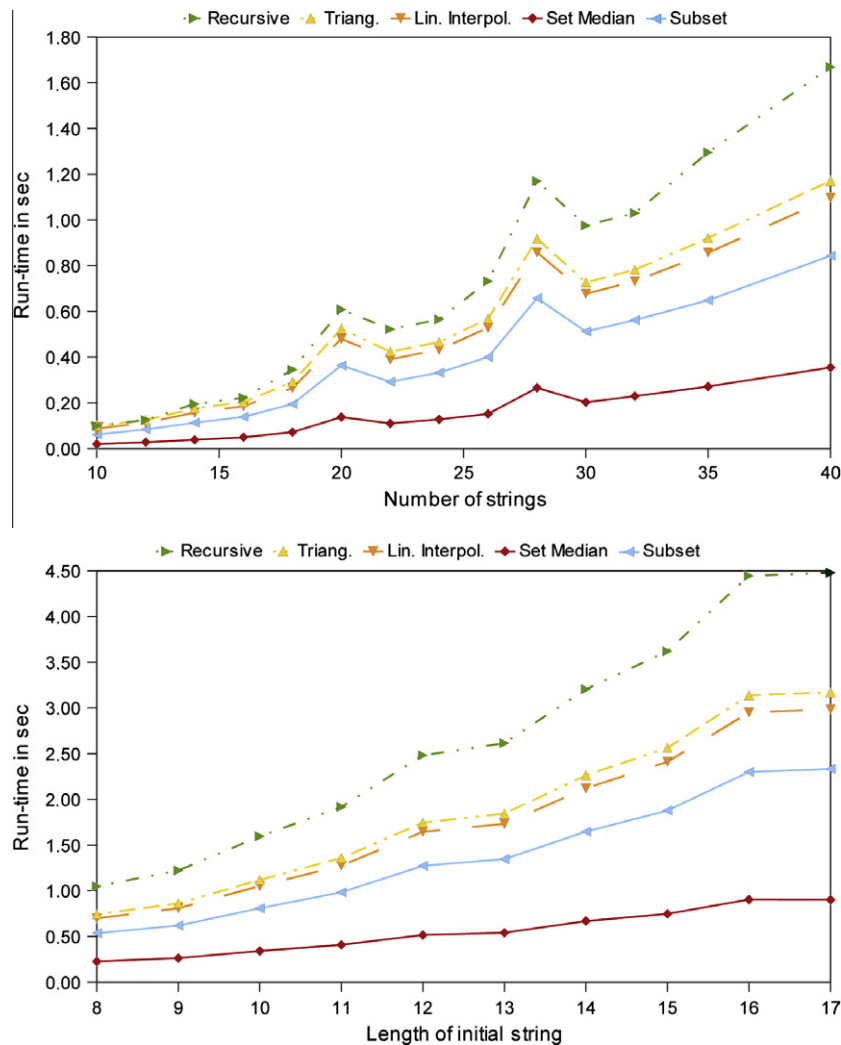 Recursive Triang. Lin. Interpol. Set Median Subset
1.80
1.60
1.40
1.20
1.00
0.80
0.60
0.40
0.20
0.00
Run-time in sec
10 15 20 25 30 35 40
Number of strings
Recursive Triang. Lin. Interpol. Set Median Subset
4.50
4.00
3.50
3.00
2.50
2.00
1.50
1.00
0.50
0.00
Run-time in sec
8 9 10 11 12 13 14 15 16 17
Length of initial string